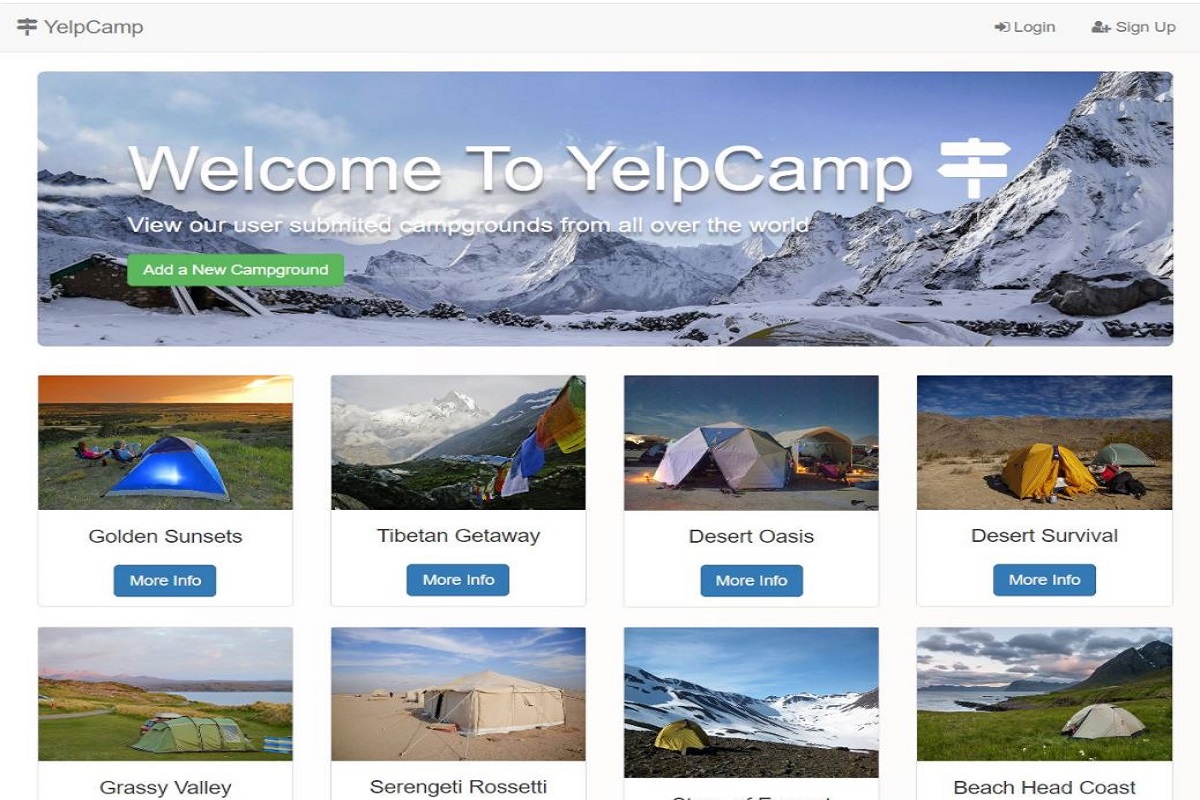 YelpCamp
Login
Sign Up
Welcome To YelpCamp
View our user submited campgrounds from all over the world
Add a New Campground
Golden Sunsets
Tibetan Getaway
Desert Oasis
Desert Survival
More Info
More Info
More Info
More Info
Grassy Valley
Serengeti Rossetti
Beach Head Coast